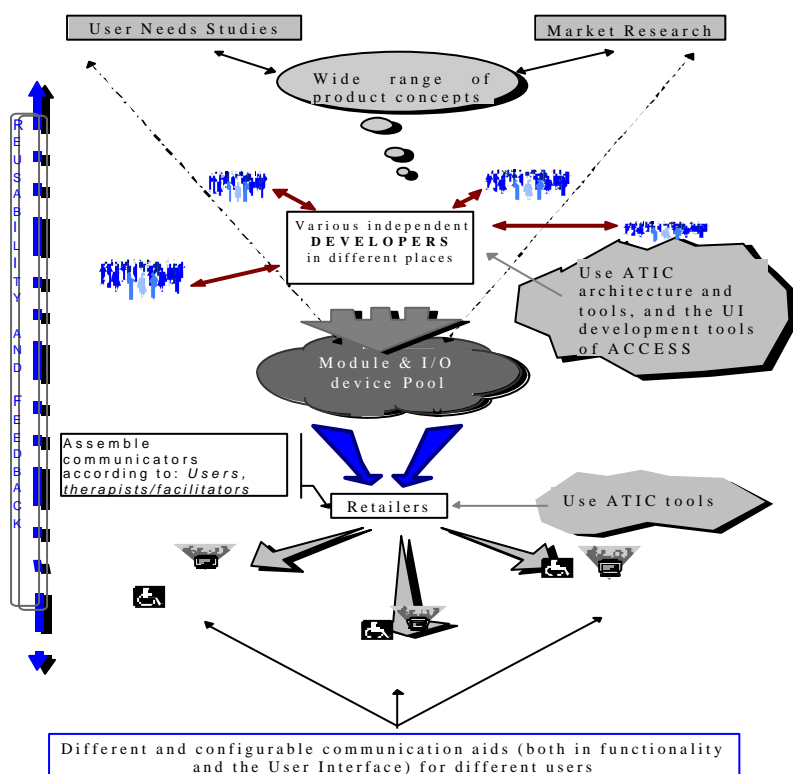 User Needs Studies
Market Research
Wide range of
product concepts
REUSABILITY AND FEEDBACK
Various independent
DEVELOPERS
in different places
Use ATIC
architecture and
tools, and the UI
development tools
of ACCESS
Module & I/O
device Pool
Assemble
communicators
according to: Users,
therapists/facilitators
Retailers
Use ATIC tools
Different and configurable communication aids (both in functionality
and the User Interface) for different users